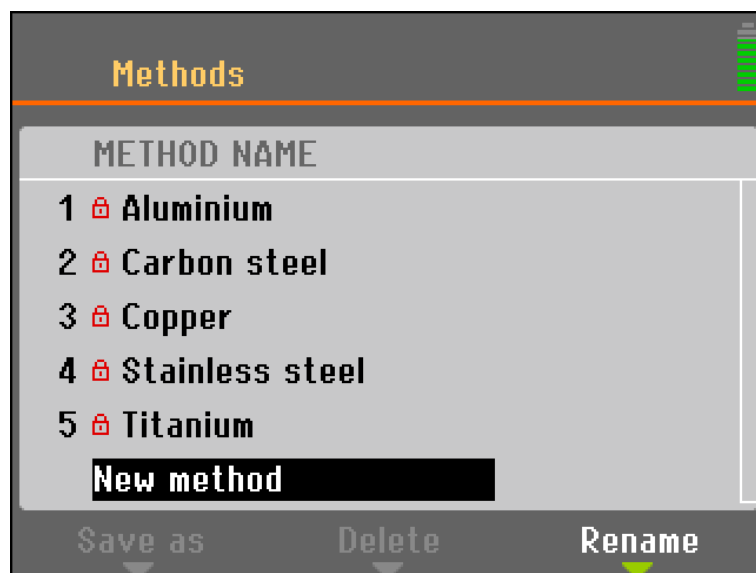 Methods
METHOD NAME
1 Aluminium
2 Carbon steel
3 Copper
4 Stainless steel
5 Titanium
New method
Save as Delete Rename